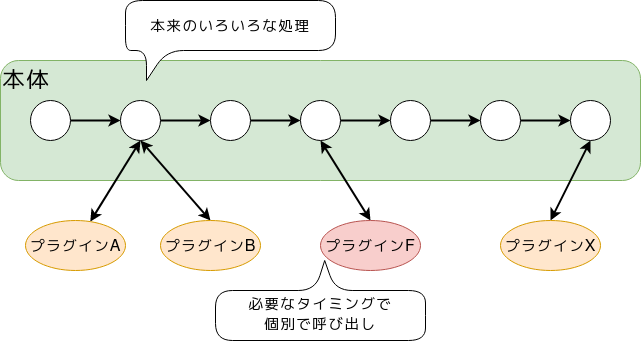 本来のいろいろな処理
本体
プラグインA
プラグインB
プラグインF
プラグインX
必要なタイミングで
個別で呼び出し